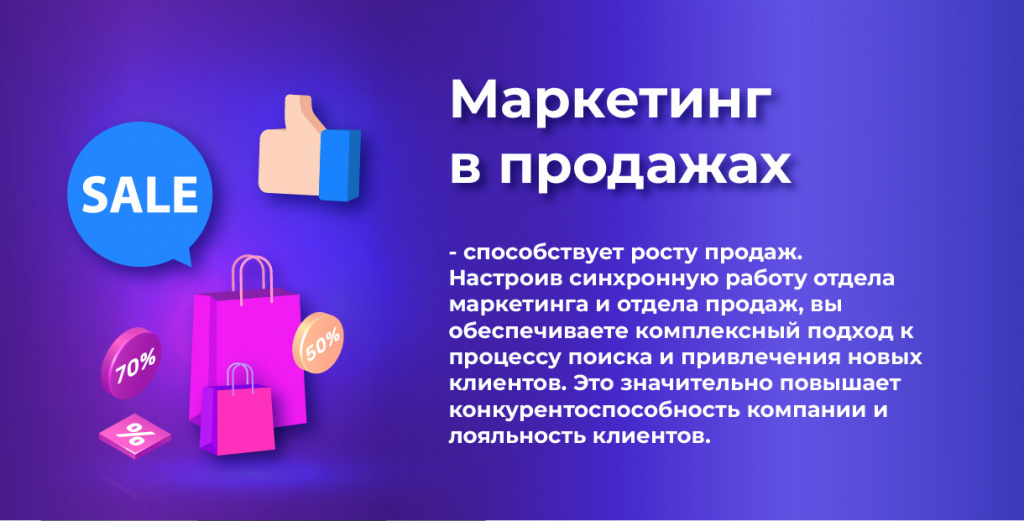 Маркетинг
в продажах
SALE
- способствует росту продаж.
Настроив синхронную работу отдела
маркетинга и отдела продаж, вы
обеспечиваете комплексный подход к
процессу поиска и привлечения новых
клиентов. Это значительно повышает
конкурентоспособность компании и
лояльность клиентов.
50%
70%
%